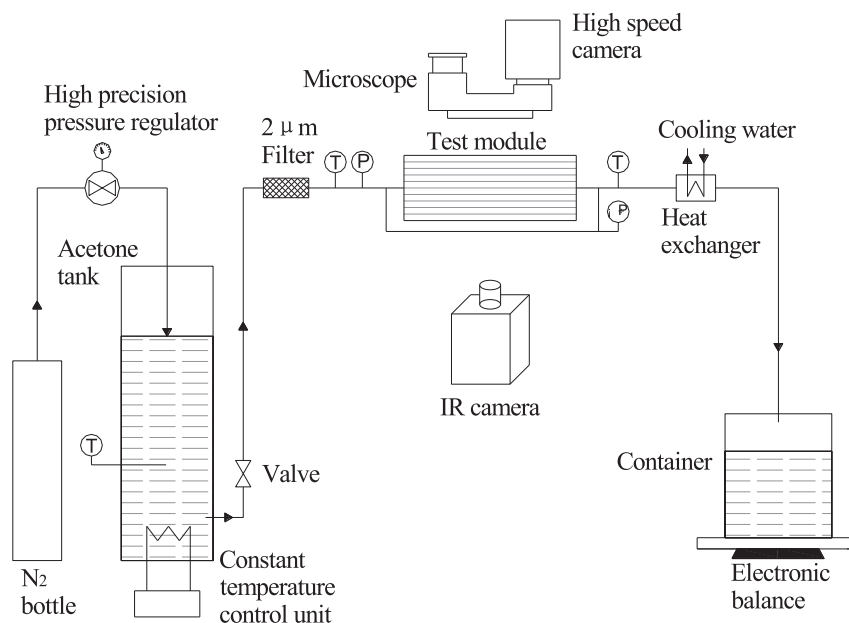 High speed
camera
Microscope
High precision
pressure regulator
2 μm
Filter
Test module
Cooling water
T
P
T
P
Heat
exchanger
Acetone
tank
IR camera
T
Valve
Container
N2
bottle
Constant
temperature
control unit
Electronic
balance